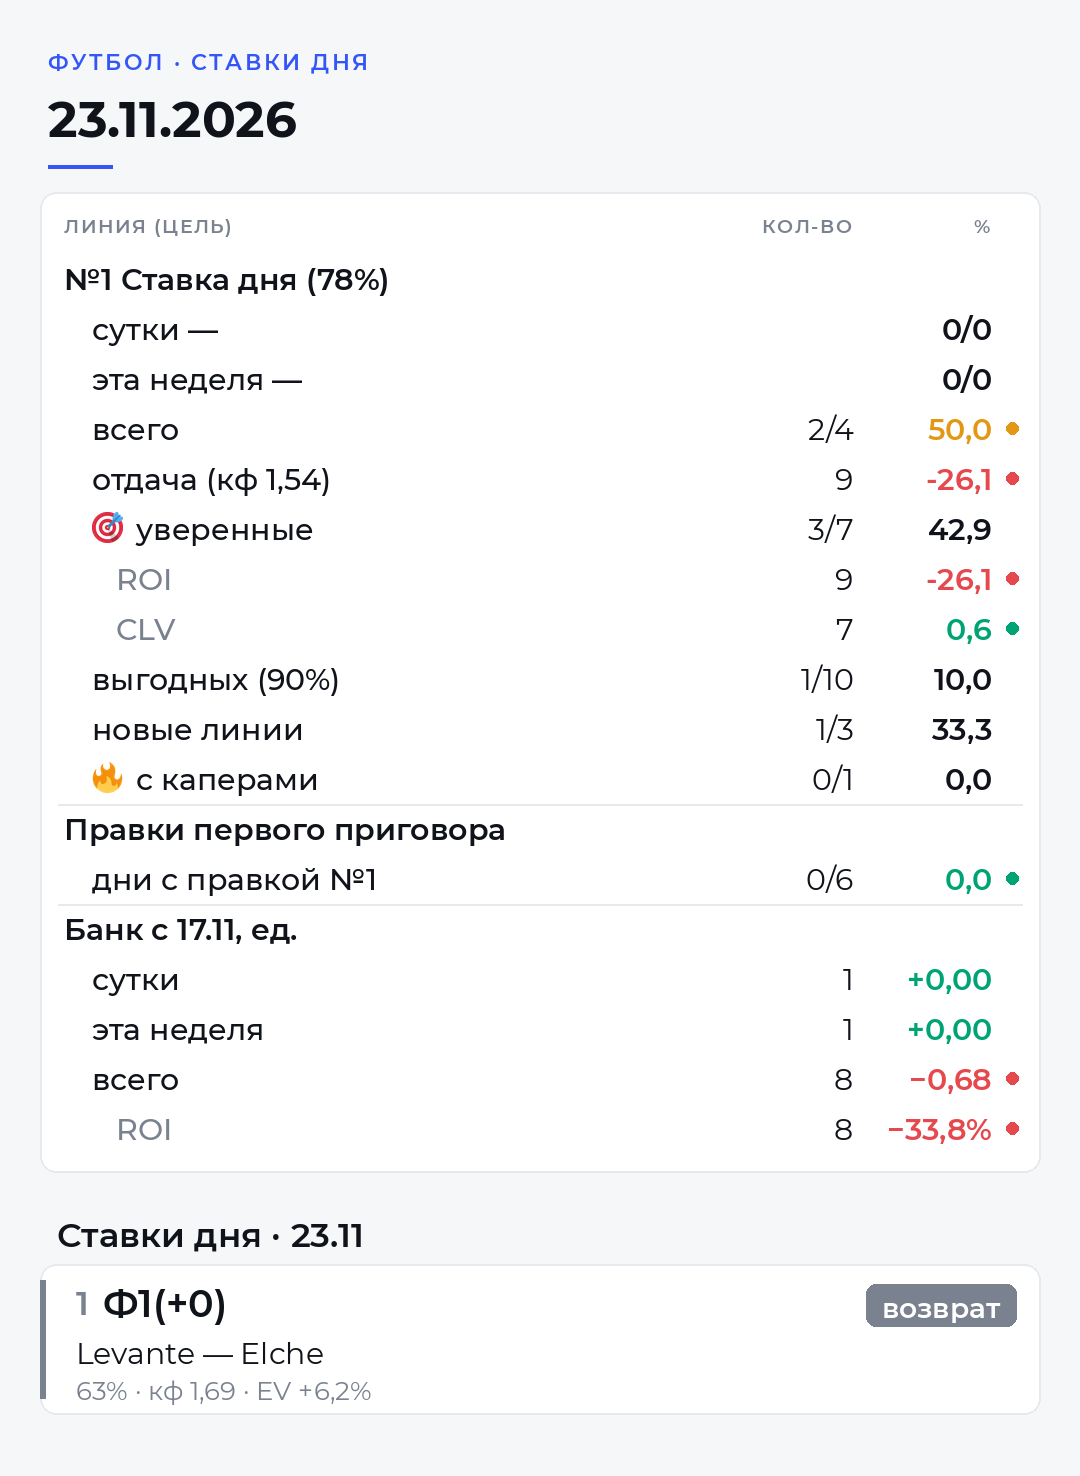 ФУТБОЛ · СТАВКИ ДНЯ
23.11.2026
ЛИНИЯ (ЦЕЛЬ) КОЛ-ВО %
№1 Ставка дня (78%)
сутки — 0/0
эта неделя — 0/0
всего 2/4 50,0
отдача (кф 1,54) 9 -26,1
уверенные 3/7 42,9
ROI 9 -26,1
CLV 7 0,6
выгодных (90%) 1/10 10,0
новые линии 1/3 33,3
с каперами 0/1 0,0
Правки первого приговора
дни с правкой №1 0/6 0,0
Банк с 17.11, ед.
сутки 1 +0,00
эта неделя 1 +0,00
всего 8 −0,68
ROI 8 −33,8%
Ставки дня · 23.11
1 Ф1(+0) возврат
Levante — Elche
63% · кф 1,69 · EV +6,2%